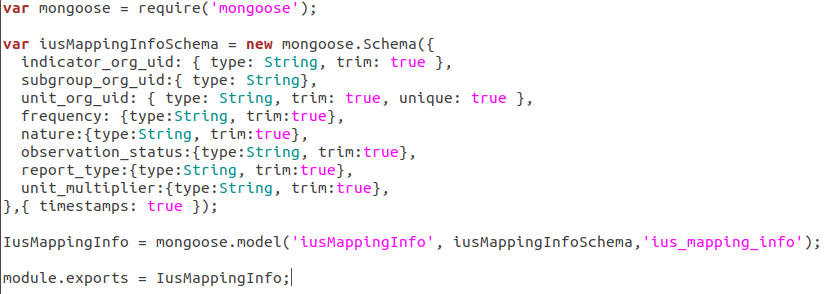 var mongoose = require('mongoose');
var iusMappingInfoSchema = new mongoose.Schema({
  indicator_org_uid: { type: String, trim: true },
  subgroup_org_uid:{ type: String},
  unit_org_uid: { type: String, trim: true, unique: true },
  frequency: {type:String, trim:true},
  nature:{type:String, trim:true},
  observation_status:{type:String, trim:true},
  report_type:{type:String, trim:true},
  unit_multiplier:{type:String, trim:true},
},{ timestamps: true });
IusMappingInfo = mongoose.model('iusMappingInfo', iusMappingInfoSchema,'ius_mapping_info');
module.exports = IusMappingInfo;